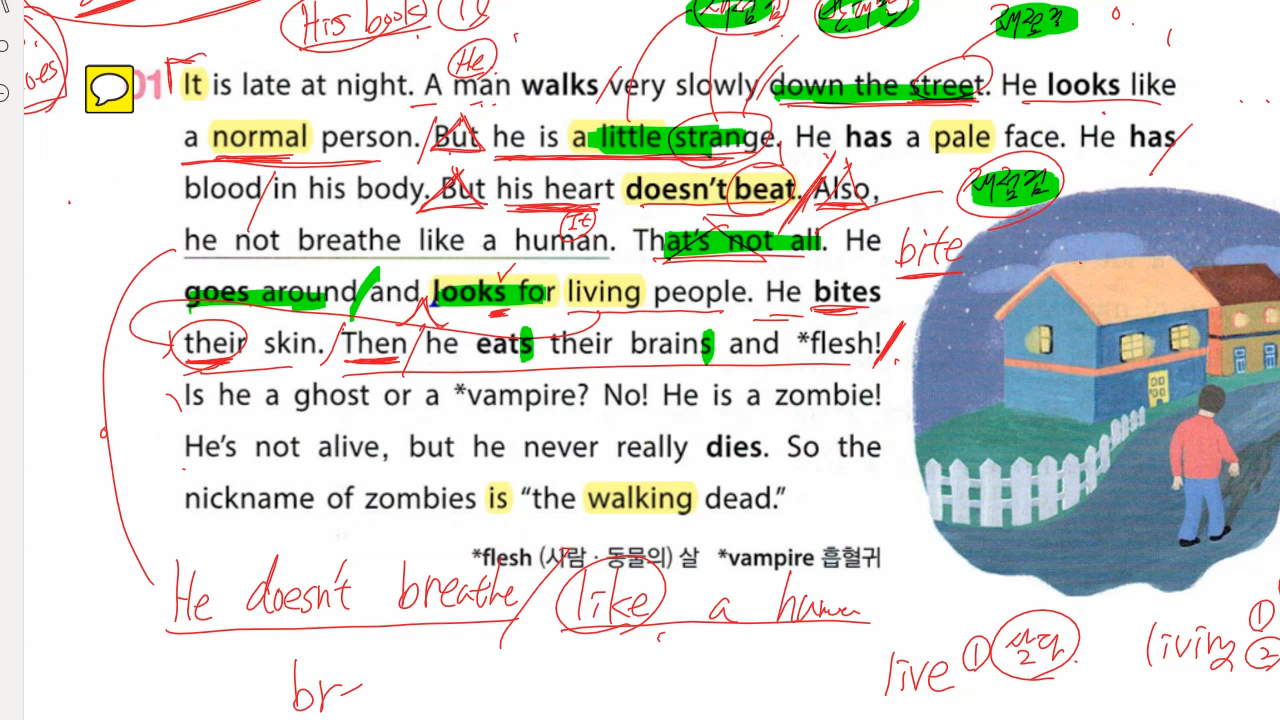 His book
He
01 It is late at night. A man walks very slowly down the street. He looks like
a normal person. But he is a little strange. He has a pale face. He has
blood in his body. But his heart doesn't beat. Also,
It
he not breathe like a human. That's not all. He
bite
goes around and looks for living people. He bites
their skin. Then he eats their brains and *flesh!
Is he a ghost or a *vampire? No! He is a zombie!
He's not alive, but he never really dies. So the
nickname of zombies is "the walking dead."
*flesh (사람 · 동물의) 살 *vampire 흡혈귀
He doesn't breathe / like a human
live ① 살다 living ① ②
br